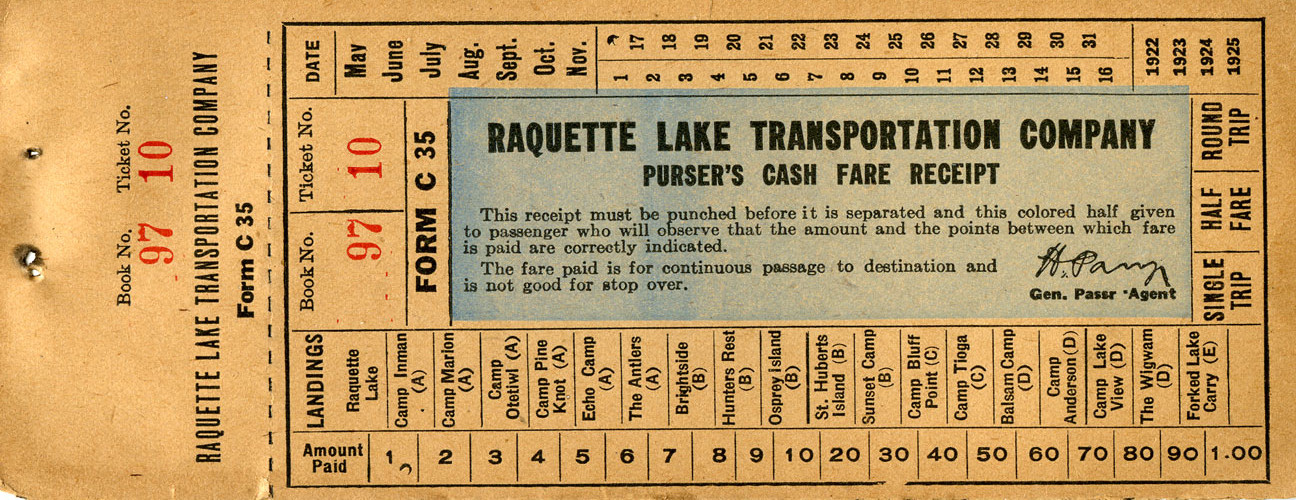 Book No. Ticket No.
97 10
RAQUETTE LAKE TRANSPORTATION COMPANY
Form C 35
DATE
May
June
July
Aug.
Sept.
Oct.
Nov.
17 18 19 20 21 22 23 24 25 26 27 28 29 30 31
1 2 3 4 5 6 7 8 9 10 11 12 13 14 15 16
1922
1923
1924
1925
Book No. Ticket No.
97 10
FORM C 35
RAQUETTE LAKE TRANSPORTATION COMPANY
PURSER'S CASH FARE RECEIPT
This receipt must be punched before it is separated and this colored half given
to passenger who will observe that the amount and the points between which fare
is paid are correctly indicated.
The fare paid is for continuous passage to destination and
is not good for stop over.
Gen. Passr Agent
ROUND
TRIP
HALF
FARE
SINGLE
TRIP
LANDINGS
Raquette
Lake
Camp Inman
(A)
Camp Marion
(A)
Camp
Otetiwi (A)
Camp Pine
Knot (A)
Echo Camp
(A)
The Antlers
(A)
Brightside
(B)
Hunters Rest
(B)
Osprey Island
(B)
St. Huberts
Island (B)
Sunset Camp
(B)
Camp Bluff
Point (C)
Camp Tioga
(C)
Balsam Camp
(D)
Camp
Anderson (D)
Camp Lake
View (D)
The Wigwam
(D)
Forked Lake
Carry (E)
Amount
Paid
1 2 3 4 5 6 7 8 9 10 20 30 40 50 60 70 80 90 1.00